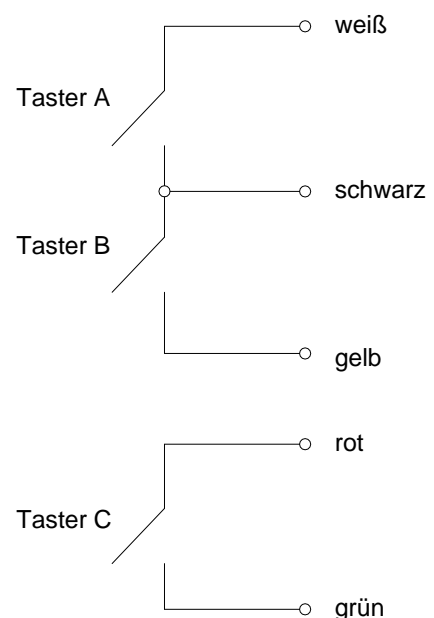 weiß
Taster A
schwarz
Taster B
gelb
rot
Taster C
grün